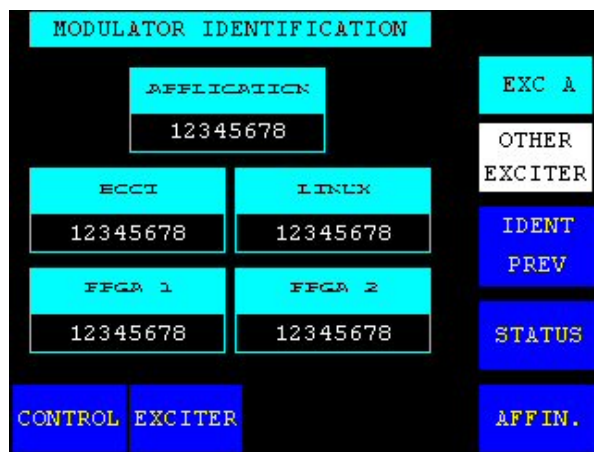 MODULATOR IDENTIFICATION
APPLICATION
12345678
ECCI
LINUX
12345678
12345678
FPGA 1
FPGA 2
12345678
12345678
EXC A
OTHER
EXCITER
IDENT
PREV
STATUS
CONTROL
EXCITER
AFFIN.